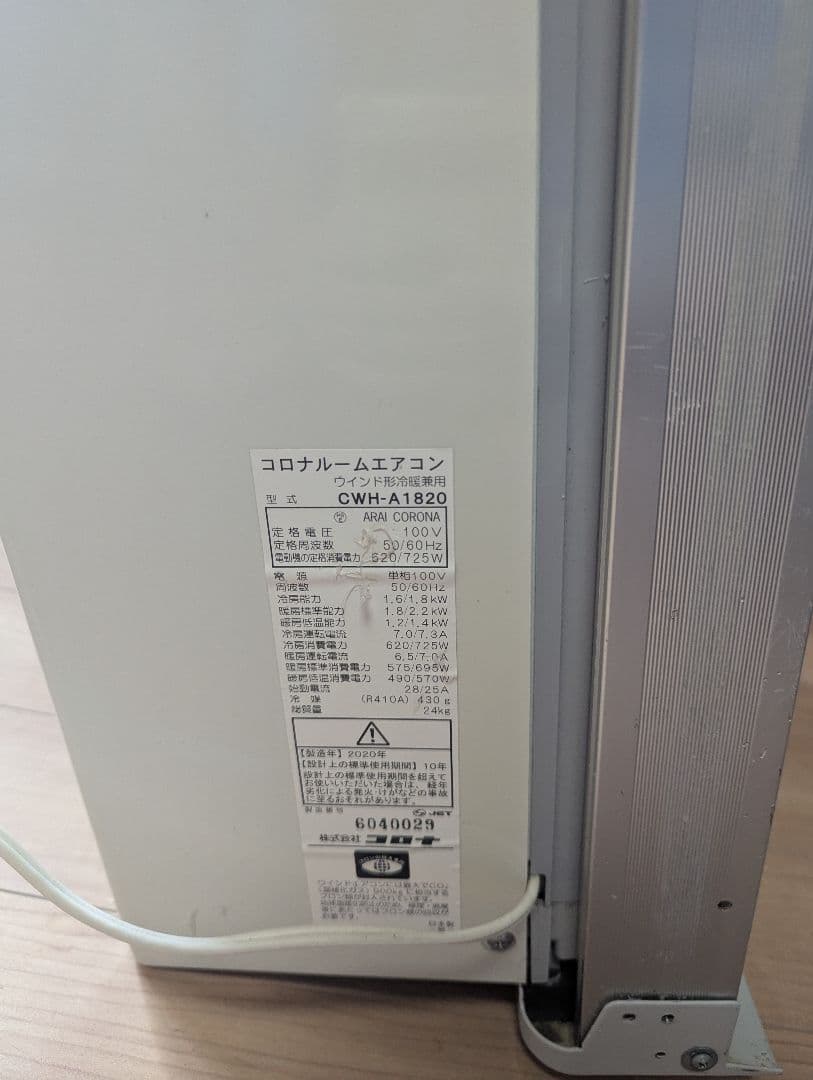 コロナルームエアコン
ウインド形冷暖兼用
型式 CWH-A1820
ARAI CORONA
定格電圧 100V
定格周波数 50/60Hz
電動機の定格消費電力 620/725W
電源 単相100V
周波数 50/60Hz
冷房能力 1.6/1.8kW
暖房標準能力 1.8/2.2kW
暖房低温能力 1.2/1.4kW
冷房運転電流 7.0/7.3A
冷房消費電力 620/725W
暖房運転電流 6.5/7.0A
暖房標準消費電力 575/695W
暖房低温消費電力 490/570W
始動電流 28/25A
冷媒 (R410A) 430g
総質量 24kg
【製造年】2020年
【設計上の標準使用期間】10年
設計上の標準使用期間を超えて
お使いいただいた場合は、経年
劣化による発火・けがなどの事故
に至るおそれがあります。
製造番号 JET
6040029
株式会社 コロナ